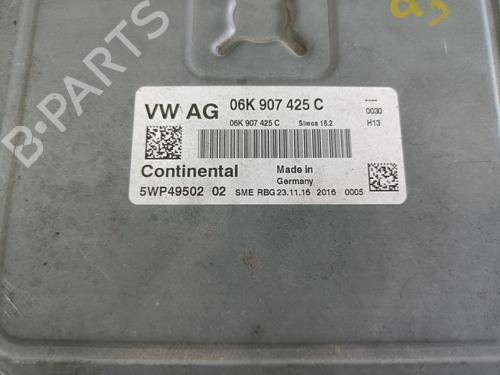 Q5
VW AG 06K 907 425 C ---- 0030
06K 907 425 C Simos 18.2 H13
Continental Made in Germany
5WP49502 02 SME RBG 23.11.16 2016 0005
B-PARTS